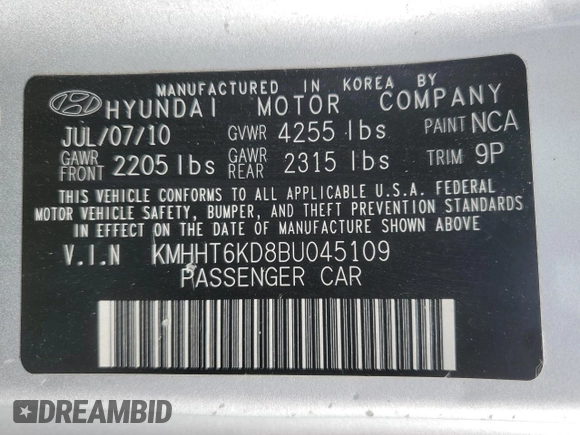 MANUFACTURED IN KOREA BY
HYUNDAI MOTOR COMPANY
JUL/07/10 GVWR 4255 lbs PAINT NCA
GAWR FRONT 2205 lbs GAWR REAR 2315 lbs TRIM 9P
THIS VEHICLE CONFORMS TO ALL APPLICABLE U.S.A. FEDERAL
MOTOR VEHICLE SAFETY, BUMPER, AND THEFT PREVENTION STANDARDS
IN EFFECT ON THE DATE OF MANUFACTURE SHOWN ABOVE.
V.I.N KMHHT6KD8BU045109
PASSENGER CAR
DREAMBID